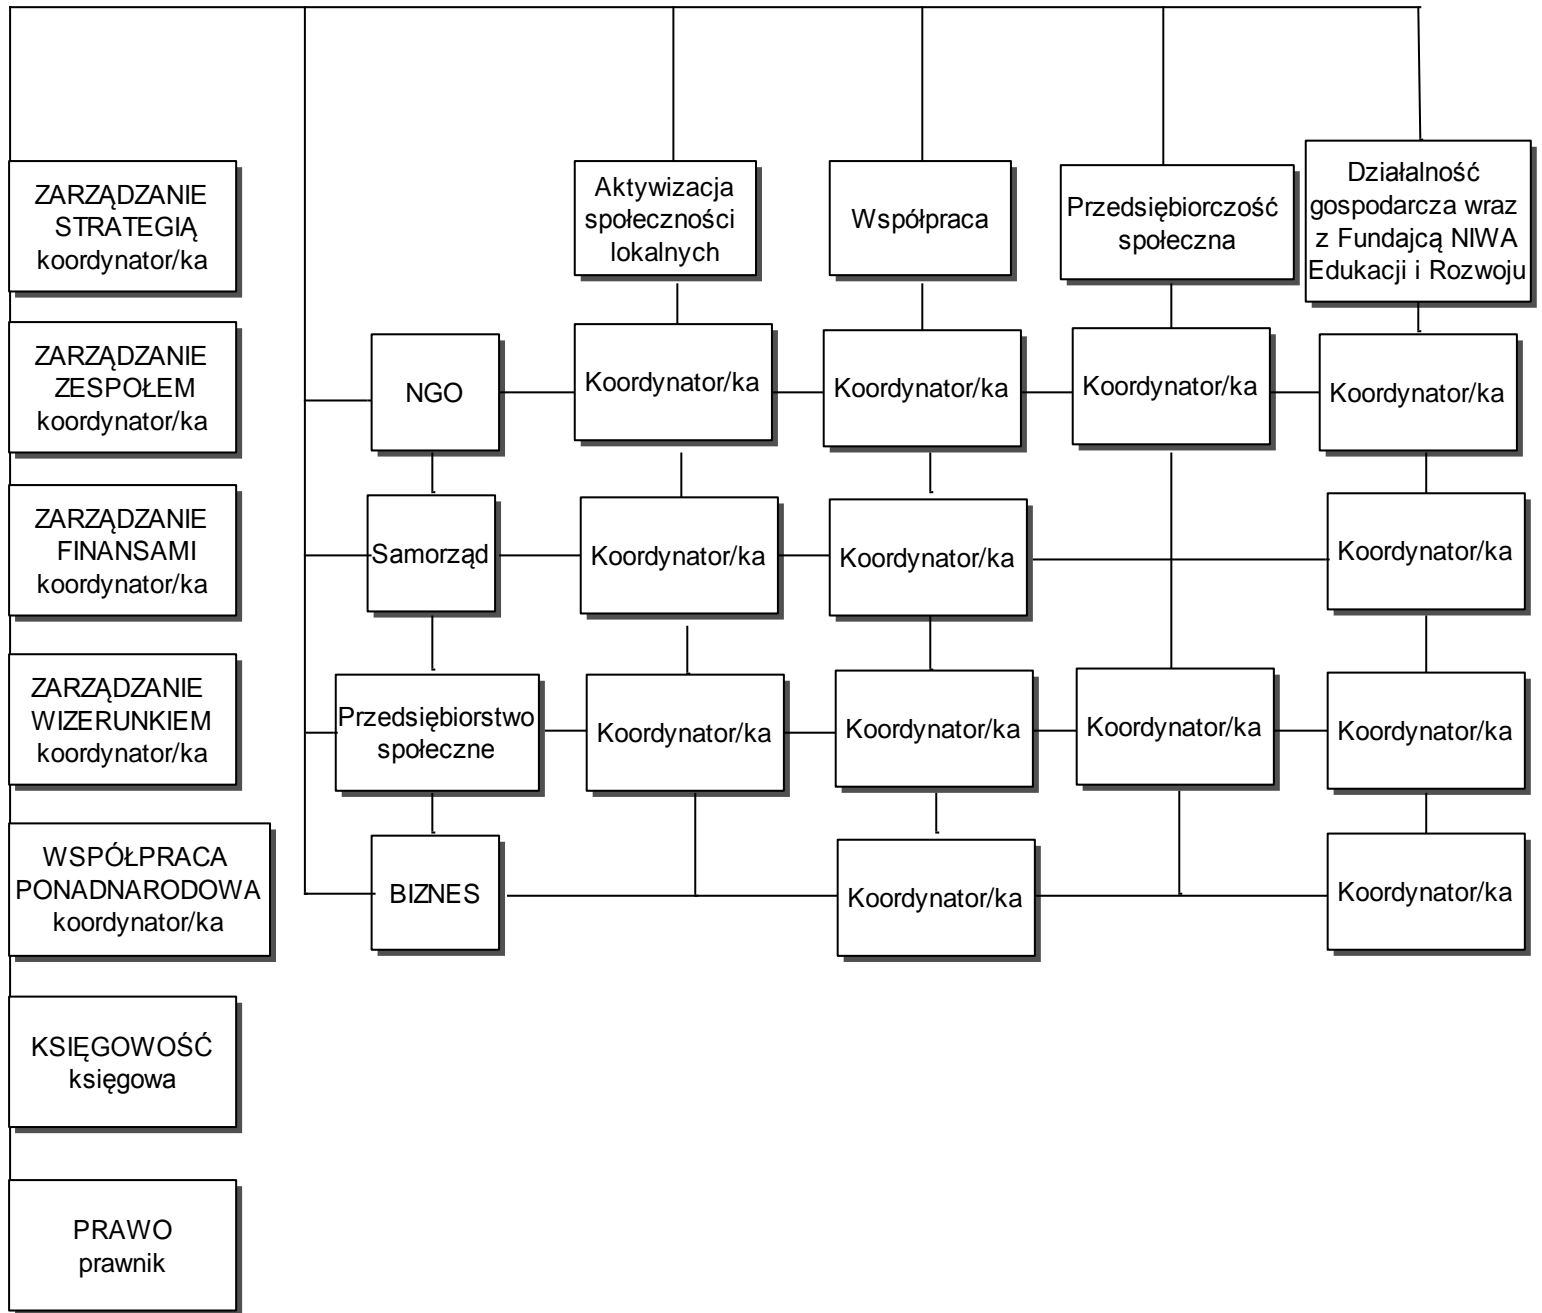 ZARZĄDZANIE
STRATEGIĄ
koordynator/ka
Aktywizacja
społeczności
lokalnych
Współpraca
Przedsiębiorczość
społeczna
Działalność
gospodarcza wraz
z Fundajcą NIWA
Edukacji i Rozwoju
ZARZĄDZANIE
ZESPOŁEM
koordynator/ka
NGO
Koordynator/ka
Koordynator/ka
Koordynator/ka
Koordynator/ka
ZARZĄDZANIE
FINANSAMI
koordynator/ka
Samorząd
Koordynator/ka
Koordynator/ka
Koordynator/ka
ZARZĄDZANIE
WIZERUNKIEM
koordynator/ka
Przedsiębiorstwo
społeczne
Koordynator/ka
Koordynator/ka
Koordynator/ka
Koordynator/ka
WSPÓŁPRACA
PONADNARODOWA
koordynator/ka
BIZNES
Koordynator/ka
Koordynator/ka
KSIĘGOWOŚĆ
księgowa
PRAWO
prawnik